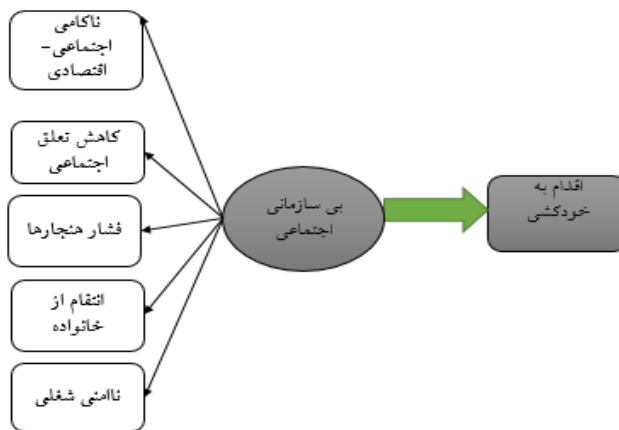 ناکامی
اجتماعی-
اقتصادی
کاهش تعلق
اجتماعی
فشار هنجارها
انتقام از
خانواده
ناامنی شغلی
بی سازمانی
اجتماعی
اقدام به
خودکشی